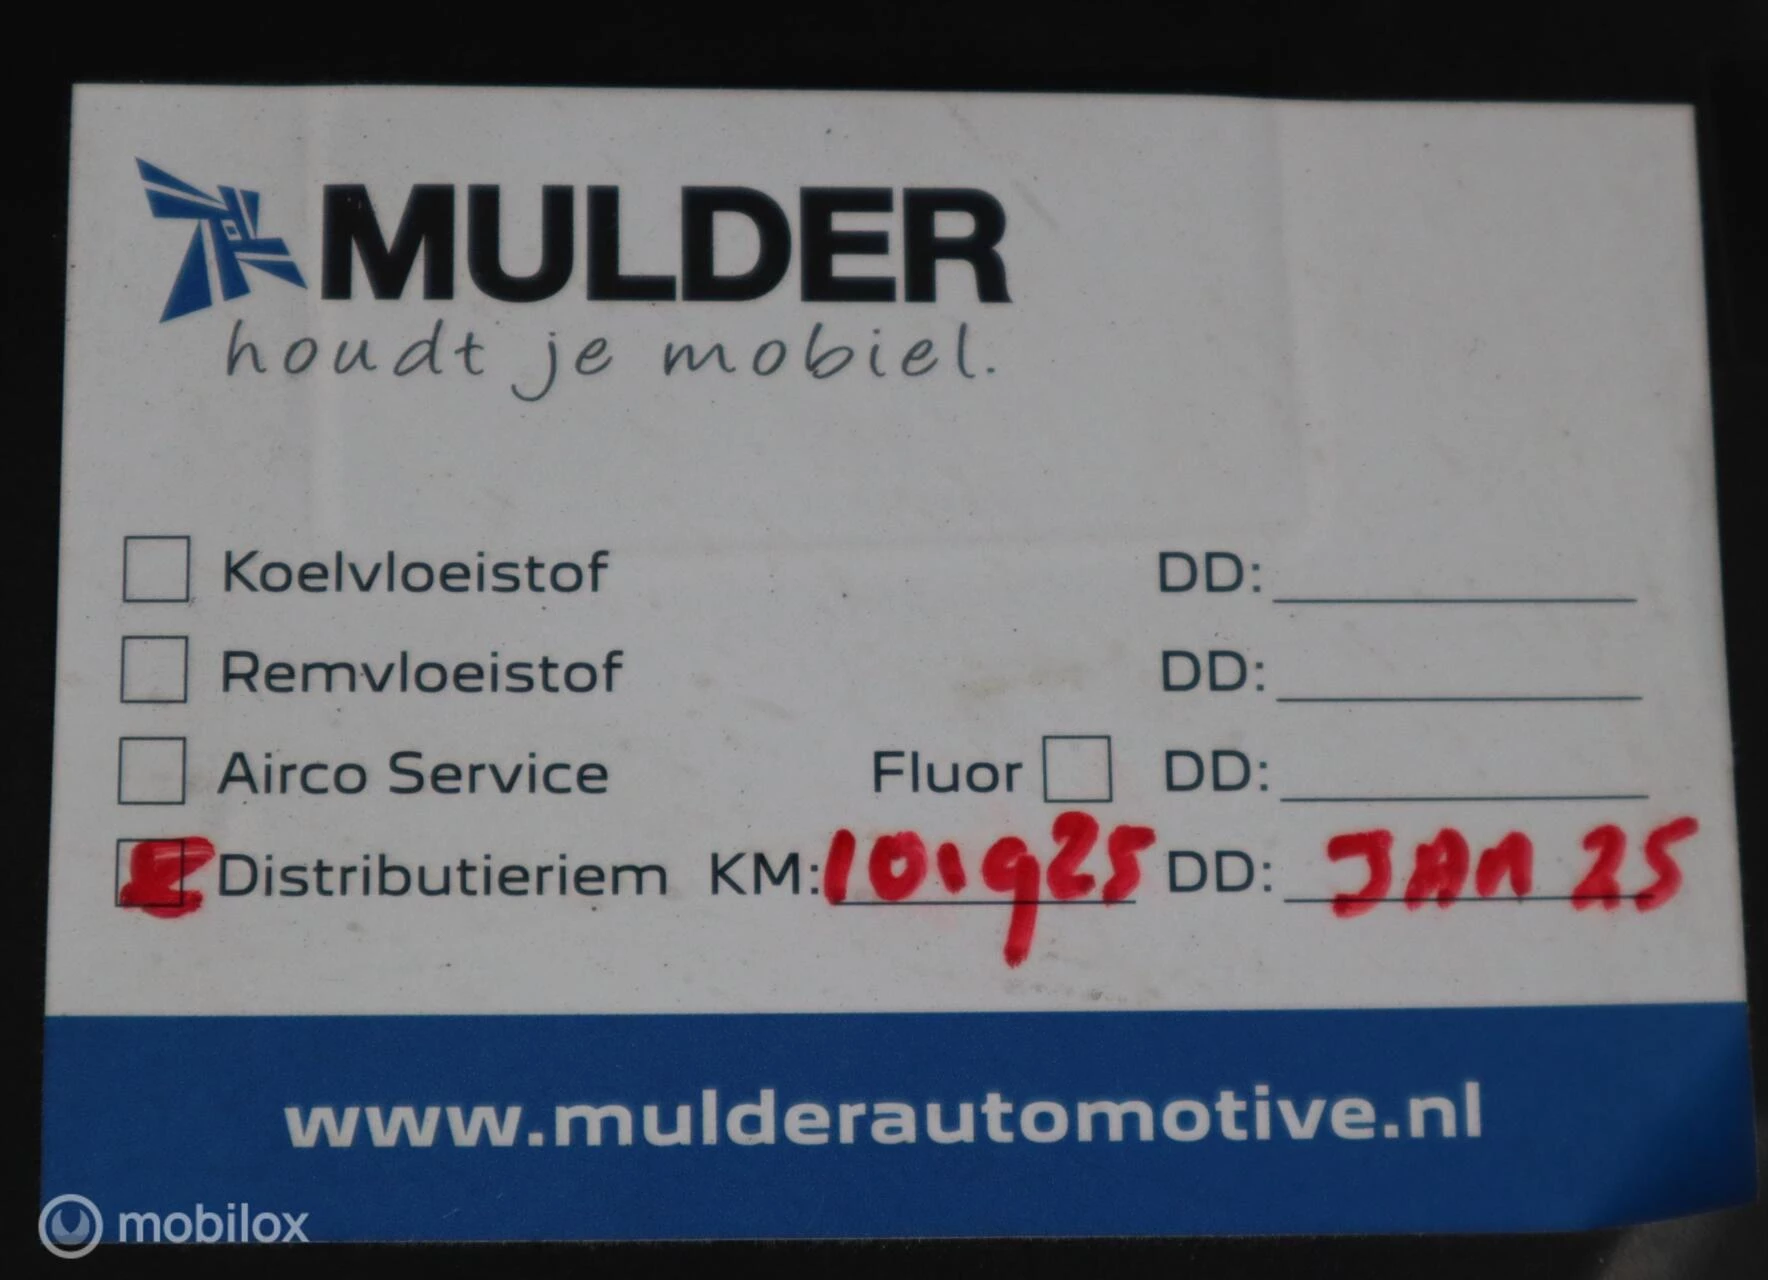 MULDER
houdt je mobiel.
Koelvloeistof DD:
Remvloeistof DD:
Airco Service Fluor DD:
Distributieriem KM: 101925 DD: JAN 25
www.mulderautomotive.nl
mobilox